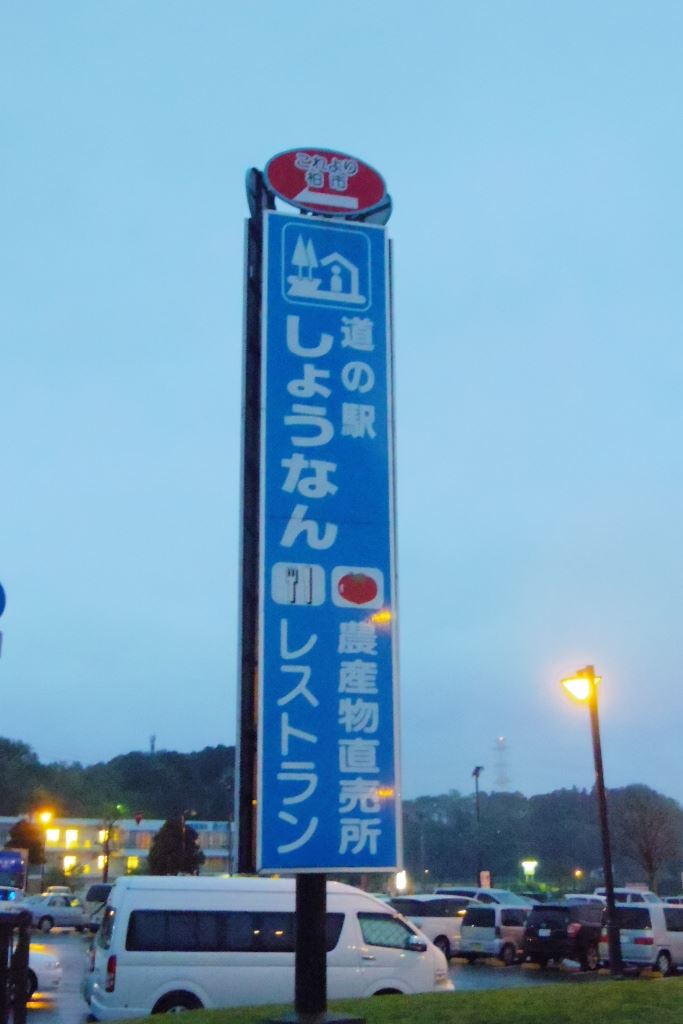 これより
柏市
道の駅
しょうなん
農産物直売所
レストラン